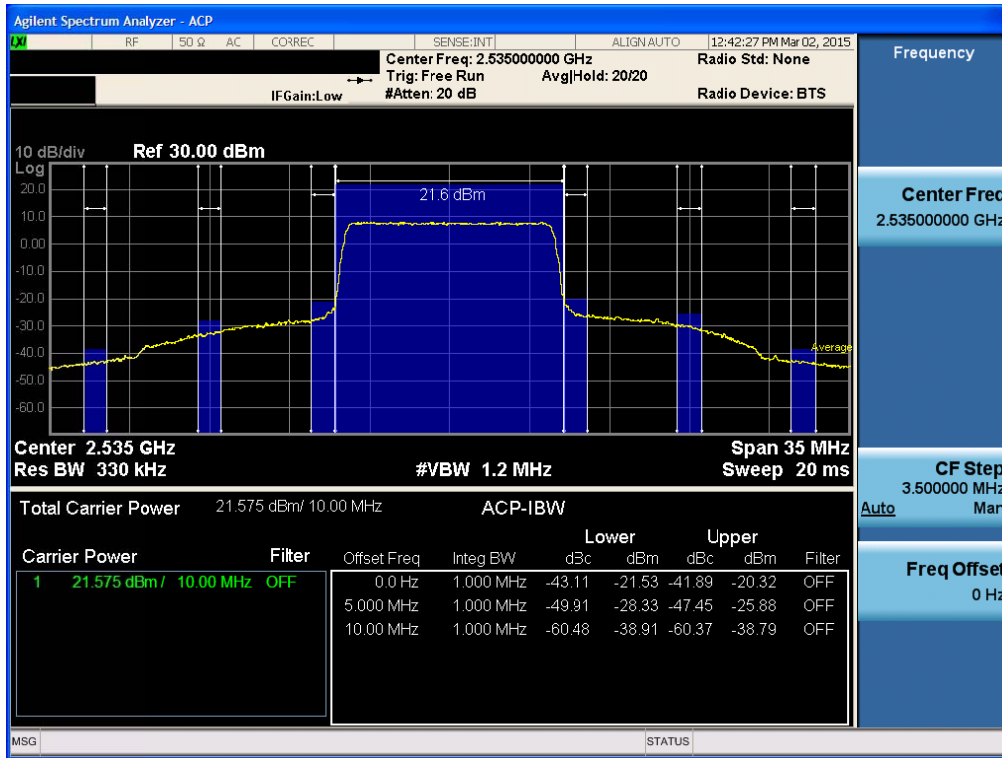 Agilent Spectrum Analyzer - ACP
LXI RF 50 Ω AC CORREC SENSE:INT ALIGN AUTO 12:42:27 PM Mar 02, 2015
Center Freq: 2.535000000 GHz Radio Std: None
Trig: Free Run Avg|Hold: 20/20
IFGain:Low #Atten: 20 dB Radio Device: BTS
Frequency
10 dB/div Ref 30.00 dBm
Log
20.0
10.0
0.00
-10.0
-20.0
-30.0
-40.0
-50.0
-60.0
21.6 dBm
Average
Center 2.535 GHz Span 35 MHz
Res BW 330 kHz #VBW 1.2 MHz Sweep 20 ms
Total Carrier Power 21.575 dBm/ 10.00 MHz ACP-IBW
Lower Upper
Carrier Power Filter Offset Freq Integ BW dBc dBm dBc dBm Filter
1 21.575 dBm / 10.00 MHz OFF 0.0 Hz 1.000 MHz -43.11 -21.53 -41.89 -20.32 OFF
5.000 MHz 1.000 MHz -49.91 -28.33 -47.45 -25.88 OFF
10.00 MHz 1.000 MHz -60.48 -38.91 -60.37 -38.79 OFF
Center Freq
2.535000000 GHz
CF Step
3.500000 MHz
Auto Man
Freq Offset
0 Hz
MSG STATUS